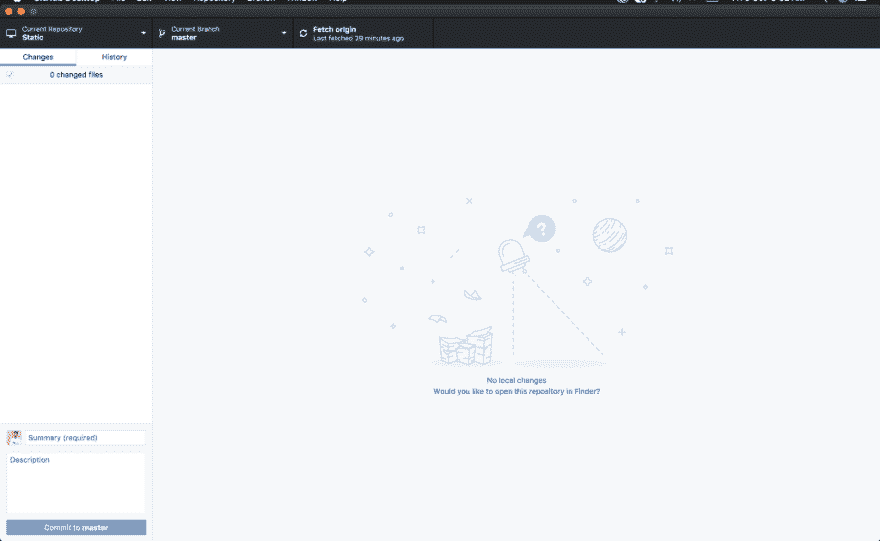 Current Repository
Static
Current Branch
master
Fetch origin
Last fetched 29 minutes ago
Changes
History
0 changed files
?
No local changes
Would you like to open this repository in Finder?
Summary (required)
Description
Commit to master